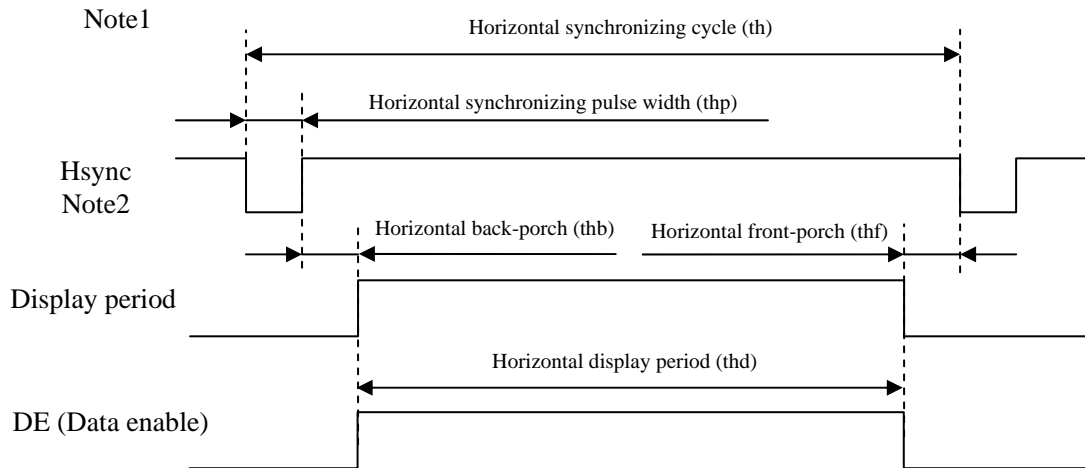 Note1
Horizontal synchronizing cycle (th)
Horizontal synchronizing pulse width (thp)
Hsync
Note2
Horizontal back-porch (thb)
Horizontal front-porch (thf)
Display period
Horizontal display period (thd)
DE (Data enable)